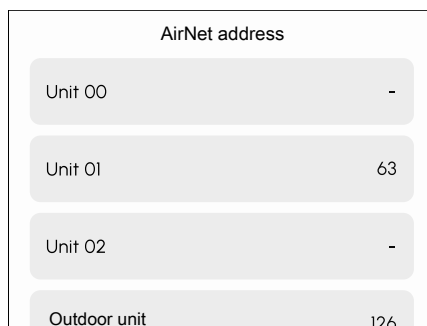 AirNet address
Unit 00 -
Unit 01 63
Unit 02 -
Outdoor unit 126